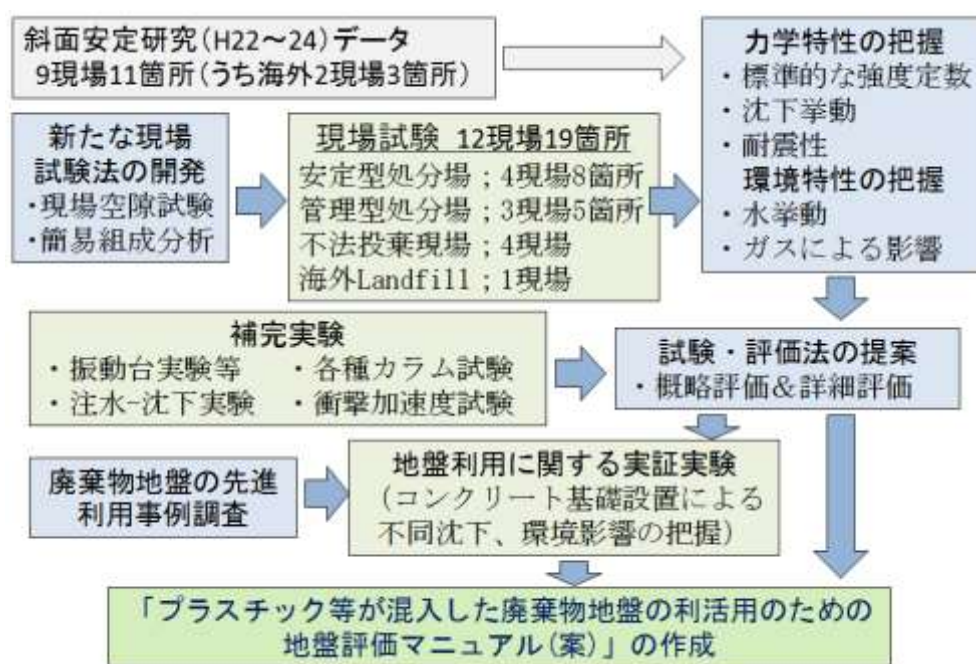 斜面安定研究(H22～24)データ
9現場11箇所(うち海外2現場3箇所)
新たな現場
試験法の開発
・現場空隙試験
・簡易組成分析
現場試験 12現場19箇所
安定型処分場；4現場8箇所
管理型処分場；3現場5箇所
不法投棄現場；4現場
海外Landfill；1現場
力学特性の把握
・標準的な強度定数
・沈下挙動
・耐震性
環境特性の把握
・水挙動
・ガスによる影響
補完実験
・振動台実験等 ・各種カラム試験
・注水-沈下実験 ・衝撃加速度試験
試験・評価法の提案
・概略評価＆詳細評価
廃棄物地盤の先進
利用事例調査
地盤利用に関する実証実験
(コンクリート基礎設置による
不同沈下、環境影響の把握)
「プラスチック等が混入した廃棄物地盤の利活用のための
地盤評価マニュアル(案)」の作成